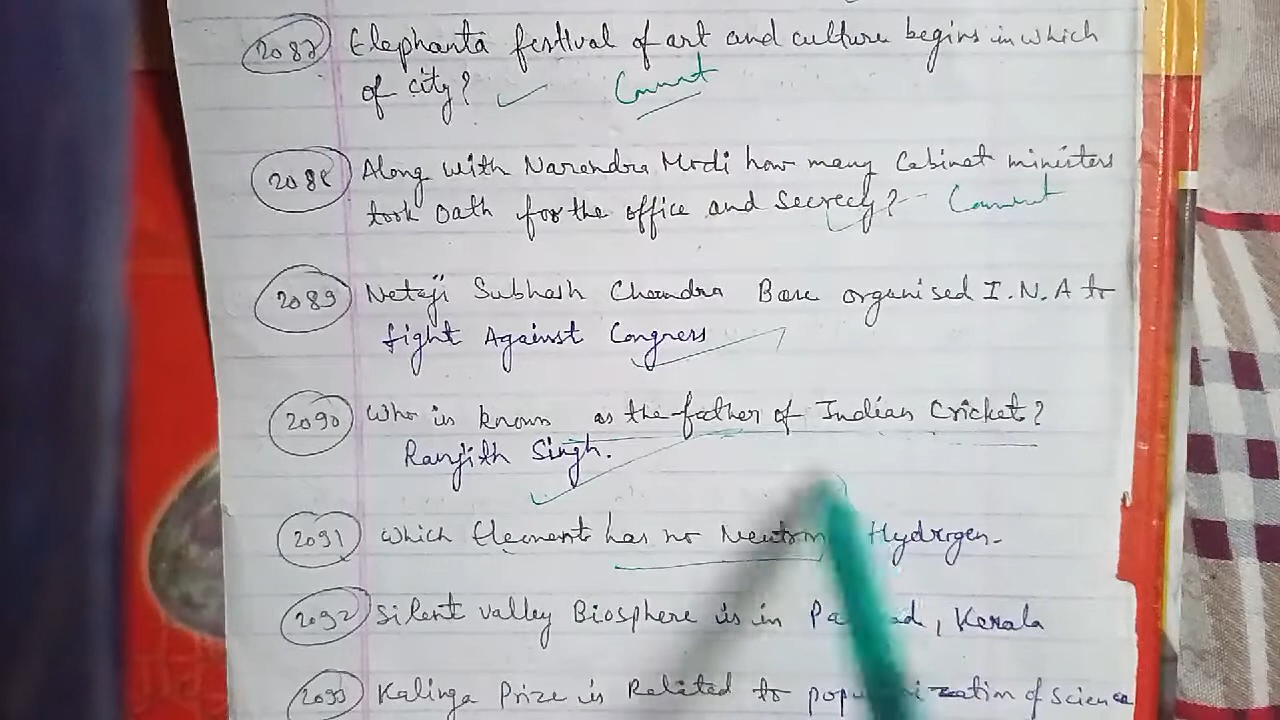 2087 Elephanta festival of art and culture begins in which
of city? Comment
2088 Along with Narendra Modi how many Cabinat ministers
took oath for the office and Secrecy? - Comment
2089 Netaji Subhash Chandra Bose organised I.N.A to
fight Against Congress
2090 Who is known as the father of Indian Cricket?
Ranjith Singh.
2091 Which Element has no Neutron Hydrogen-
2092 Silent valley Biosphere is in , Kerala
2093 Kalinga Prize is Related to of Science